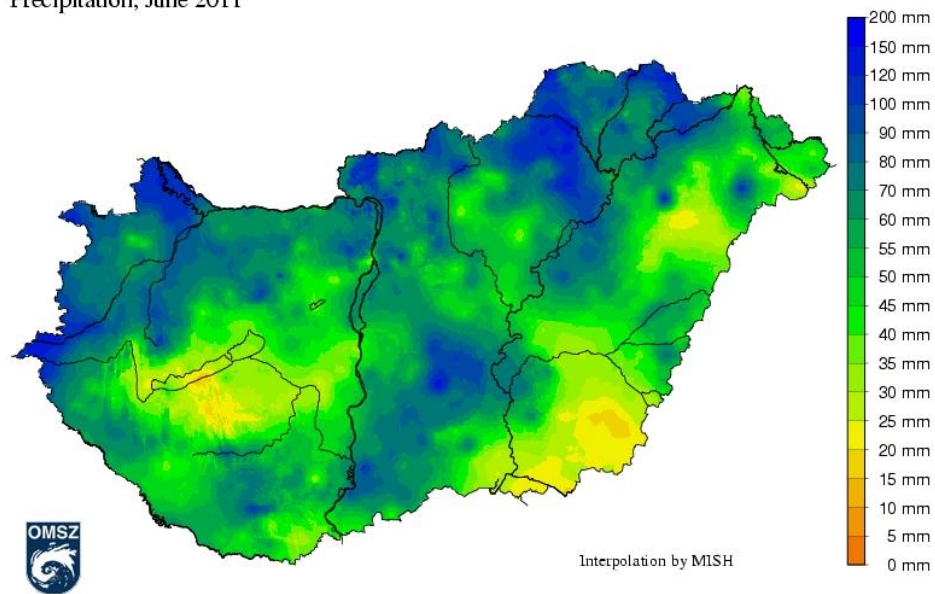 Precipitation, June 2011
200 mm
150 mm
120 mm
100 mm
90 mm
80 mm
70 mm
60 mm
55 mm
50 mm
45 mm
40 mm
35 mm
30 mm
25 mm
20 mm
15 mm
10 mm
5 mm
0 mm
OMSZ
Interpolation by MISH